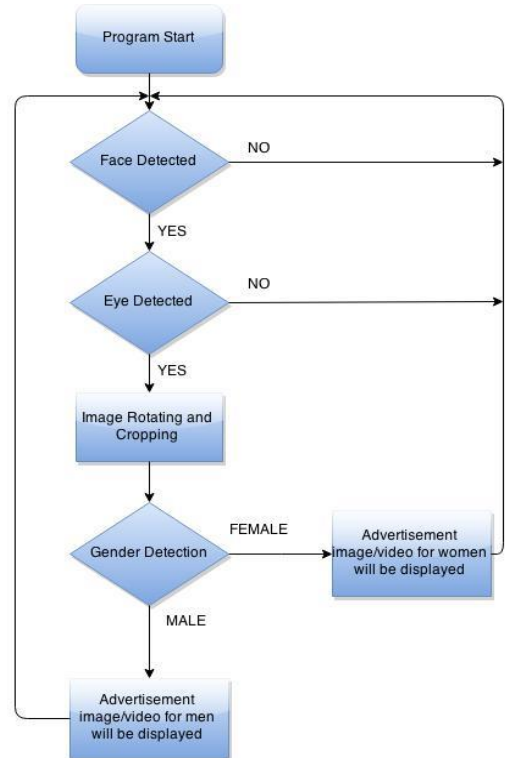 Program Start
Face Detected
NO
YES
Eye Detected
NO
YES
Image Rotating and
Cropping
Gender Detection
FEMALE
Advertisement
image/video for women
will be displayed
MALE
Advertisement
image/video for men
will be displayed